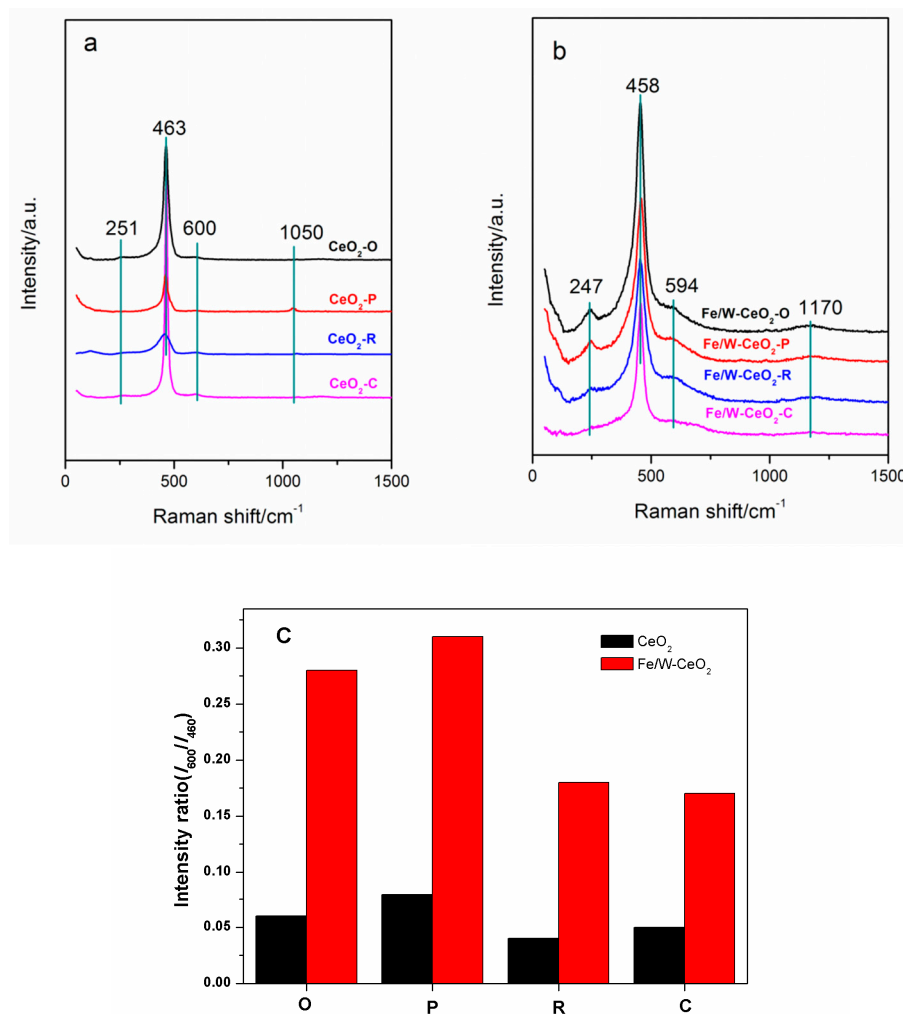 a
463
251
600
1050
CeO₂-O
CeO₂-P
CeO₂-R
CeO₂-C
Intensity/a.u.
0
500
1000
1500
Raman shift/cm⁻¹
b
458
247
594
1170
Fe/W-CeO₂-O
Fe/W-CeO₂-P
Fe/W-CeO₂-R
Fe/W-CeO₂-C
Intensity/a.u.
0
500
1000
1500
Raman shift/cm⁻¹
C
CeO₂
Fe/W-CeO₂
Intensity ratio(I₆₀₀/I₄₆₀)
0.30
0.25
0.20
0.15
0.10
0.05
0.00
O
P
R
C